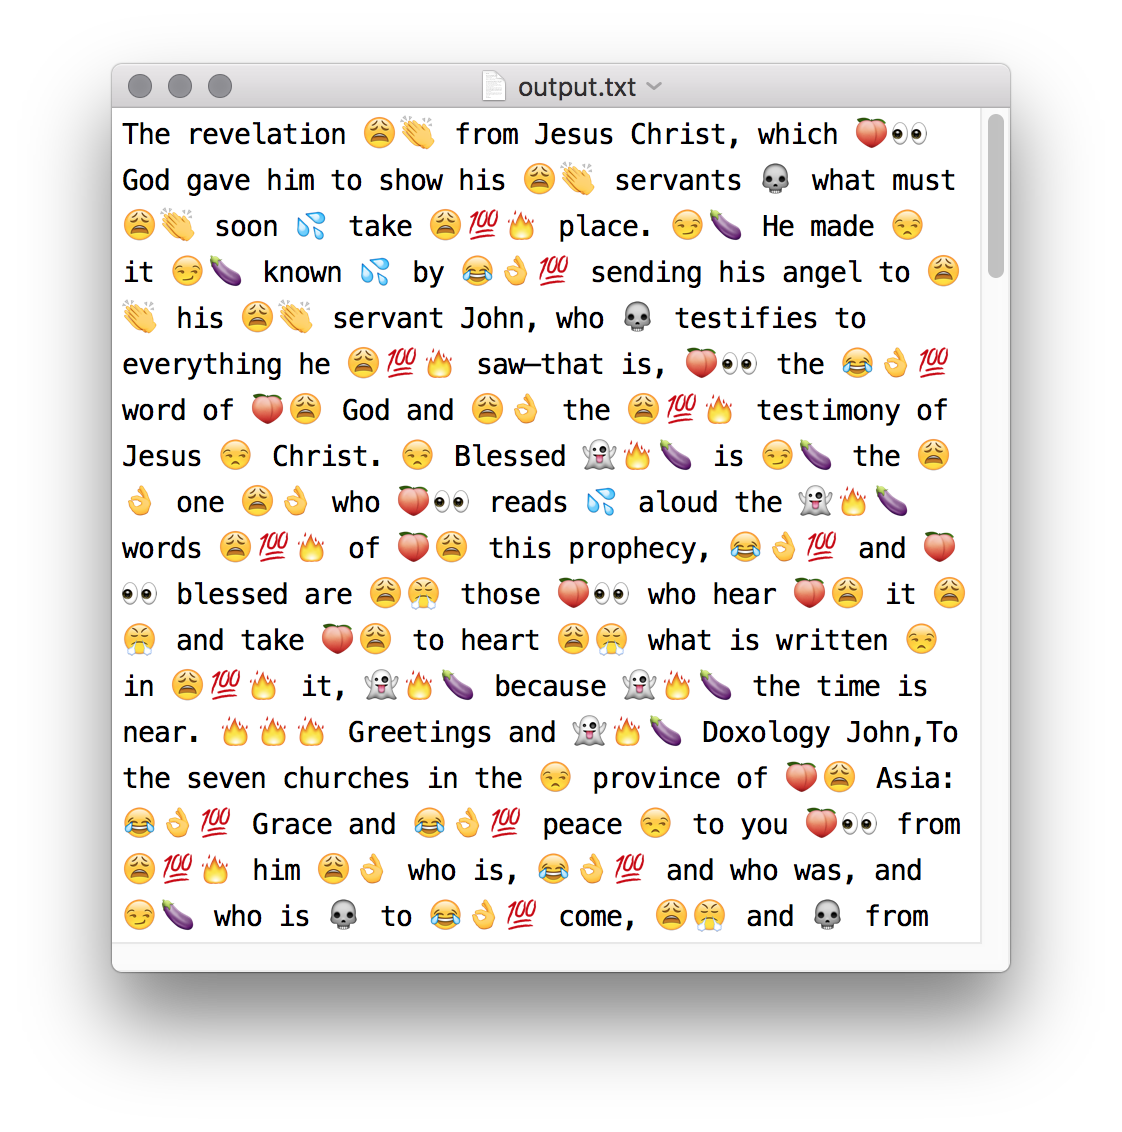 output.txt
The revelation 😩👏 from Jesus Christ, which 🍑👀
God gave him to show his 😩👏 servants 💀 what must
😩👏 soon 💦 take 😩💯🔥 place. 😏🍆 He made 😒
it 😏🍆 known 💦 by 😂👌💯 sending his angel to 😩
👏 his 😩👏 servant John, who 💀 testifies to
everything he 😩💯🔥 saw—that is, 🍑👀 the 😂👌💯
word of 🍑😩 God and 😩👌 the 😩💯🔥 testimony of
Jesus 😒 Christ. 😒 Blessed 👻🔥🍆 is 😏🍆 the 😩
👌 one 😩👌 who 🍑👀 reads 💦 aloud the 👻🔥🍆
words 😩💯🔥 of 🍑😩 this prophecy, 😂👌💯 and 🍑
👀 blessed are 😩😤 those 🍑👀 who hear 🍑😩 it 😩
😤 and take 🍑😩 to heart 😩😤 what is written 😒
in 😩💯🔥 it, 👻🔥🍆 because 👻🔥🍆 the time is
near. 🔥🔥🔥 Greetings and 👻🔥🍆 Doxology John,To
the seven churches in the 😒 province of 🍑😩 Asia:
😂👌💯 Grace and 😂👌💯 peace 😒 to you 🍑👀 from
😩💯🔥 him 😩👌 who is, 😂👌💯 and who was, and
😏🍆 who is 💀 to 😂👌💯 come, 😩😤 and 💀 from